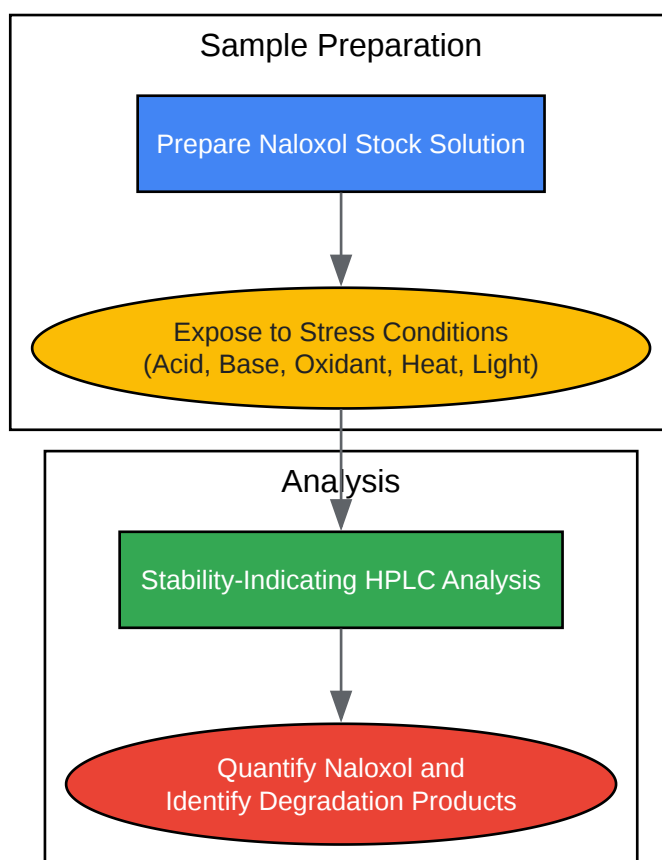 Sample Preparation
Prepare Naloxol Stock Solution
Expose to Stress Conditions
(Acid, Base, Oxidant, Heat, Light)
Analysis
Stability-Indicating HPLC Analysis
Quantify Naloxol and
Identify Degradation Products